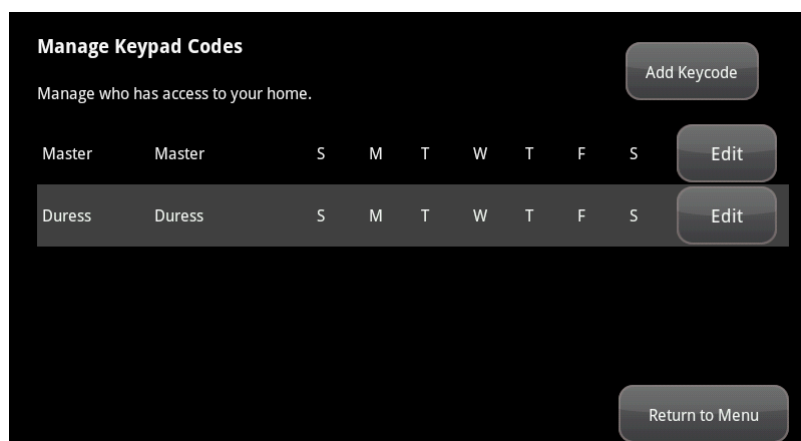 Manage Keypad Codes
Add Keycode
Manage who has access to your home.
Master Master S M T W T F S Edit
Duress Duress S M T W T F S Edit
Return to Menu